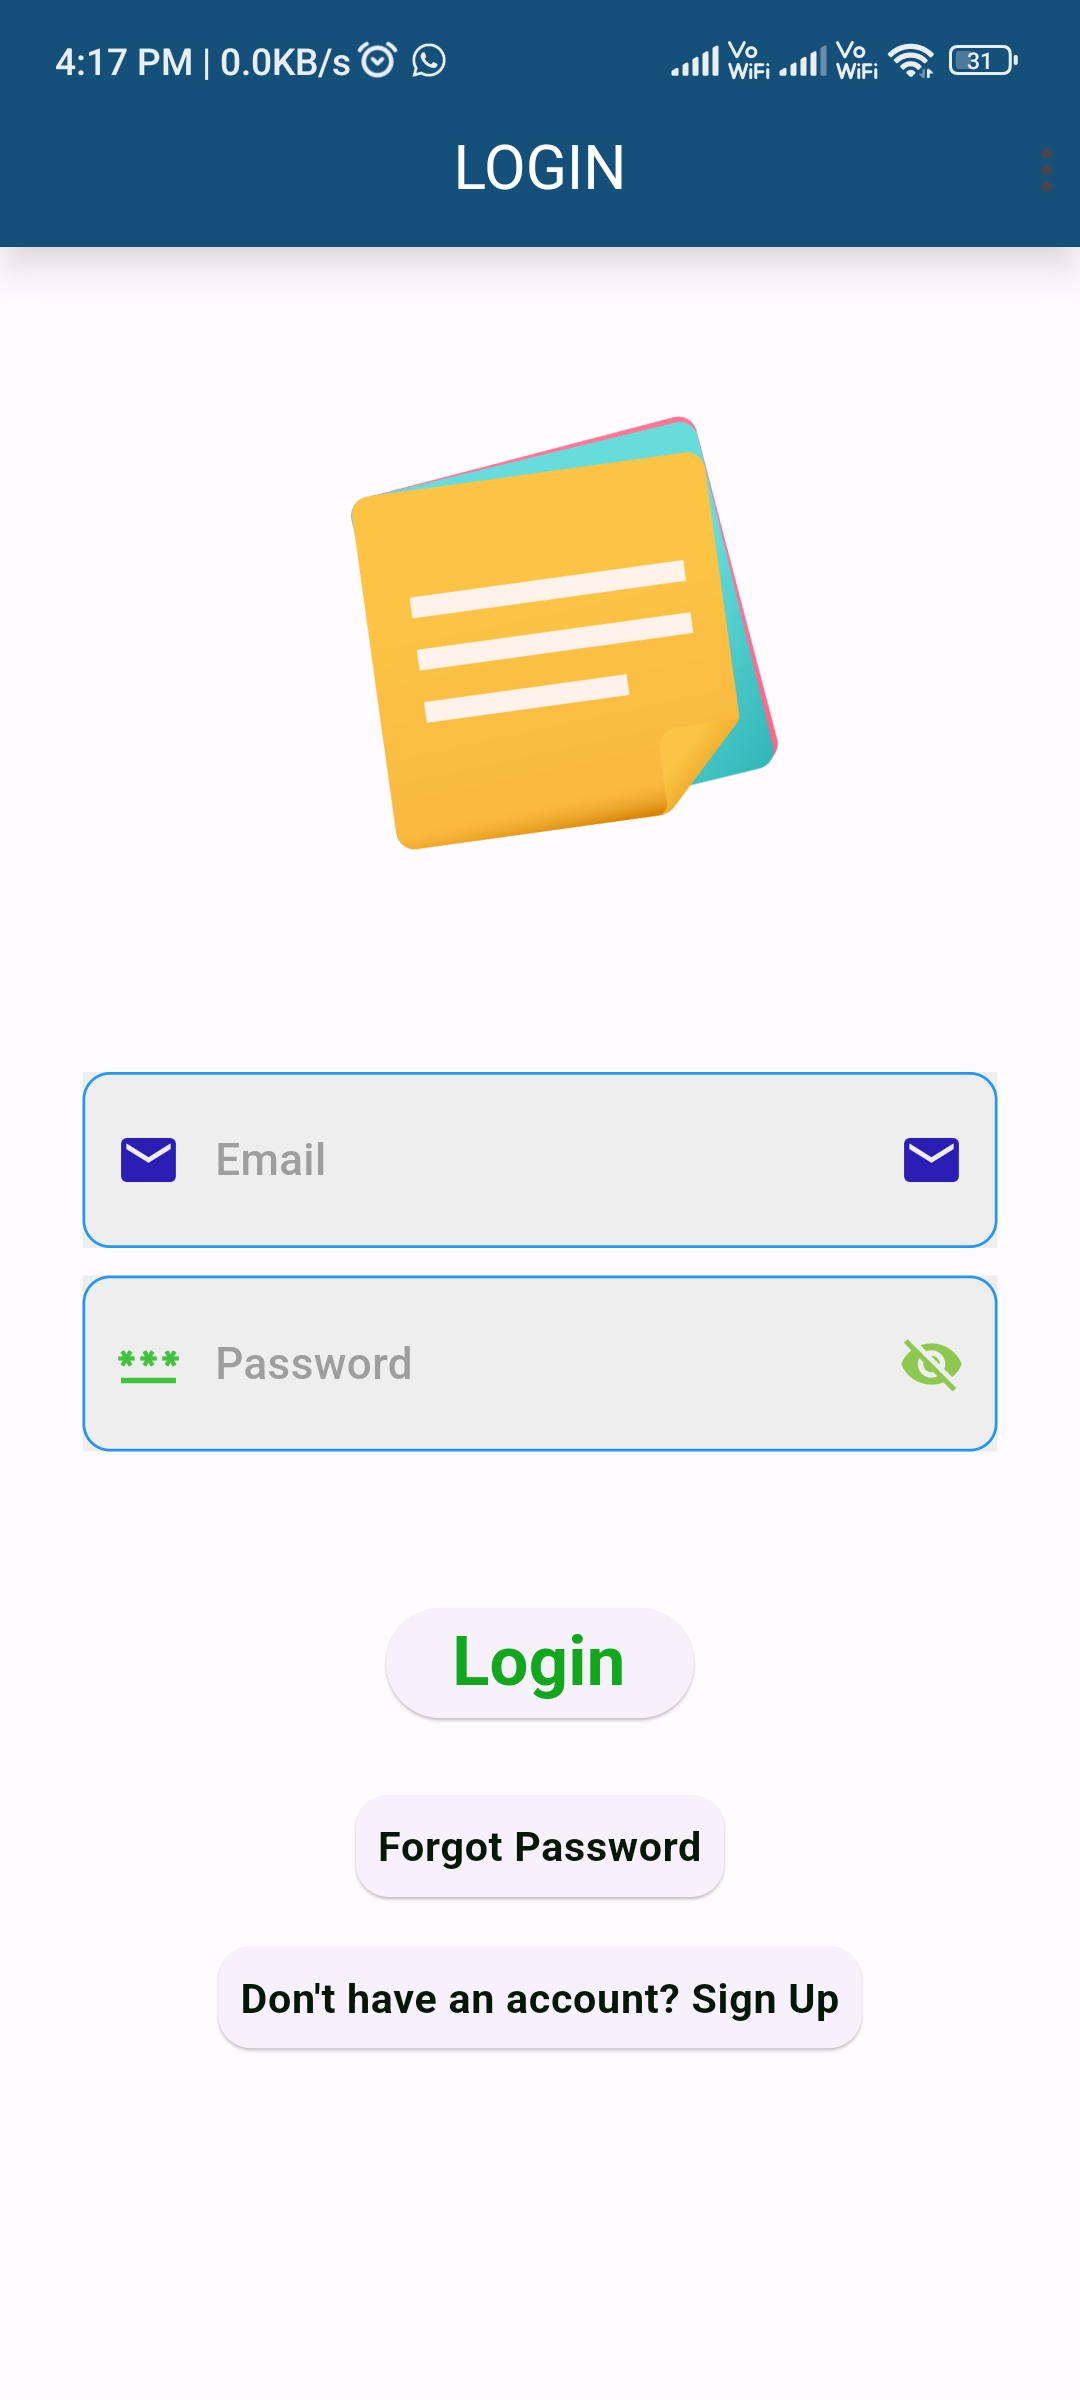 4:17 PM | 0.0KB/s Vo WiFi Vo WiFi 31
LOGIN
Email
*** Password
Login
Forgot Password
Don't have an account? Sign Up